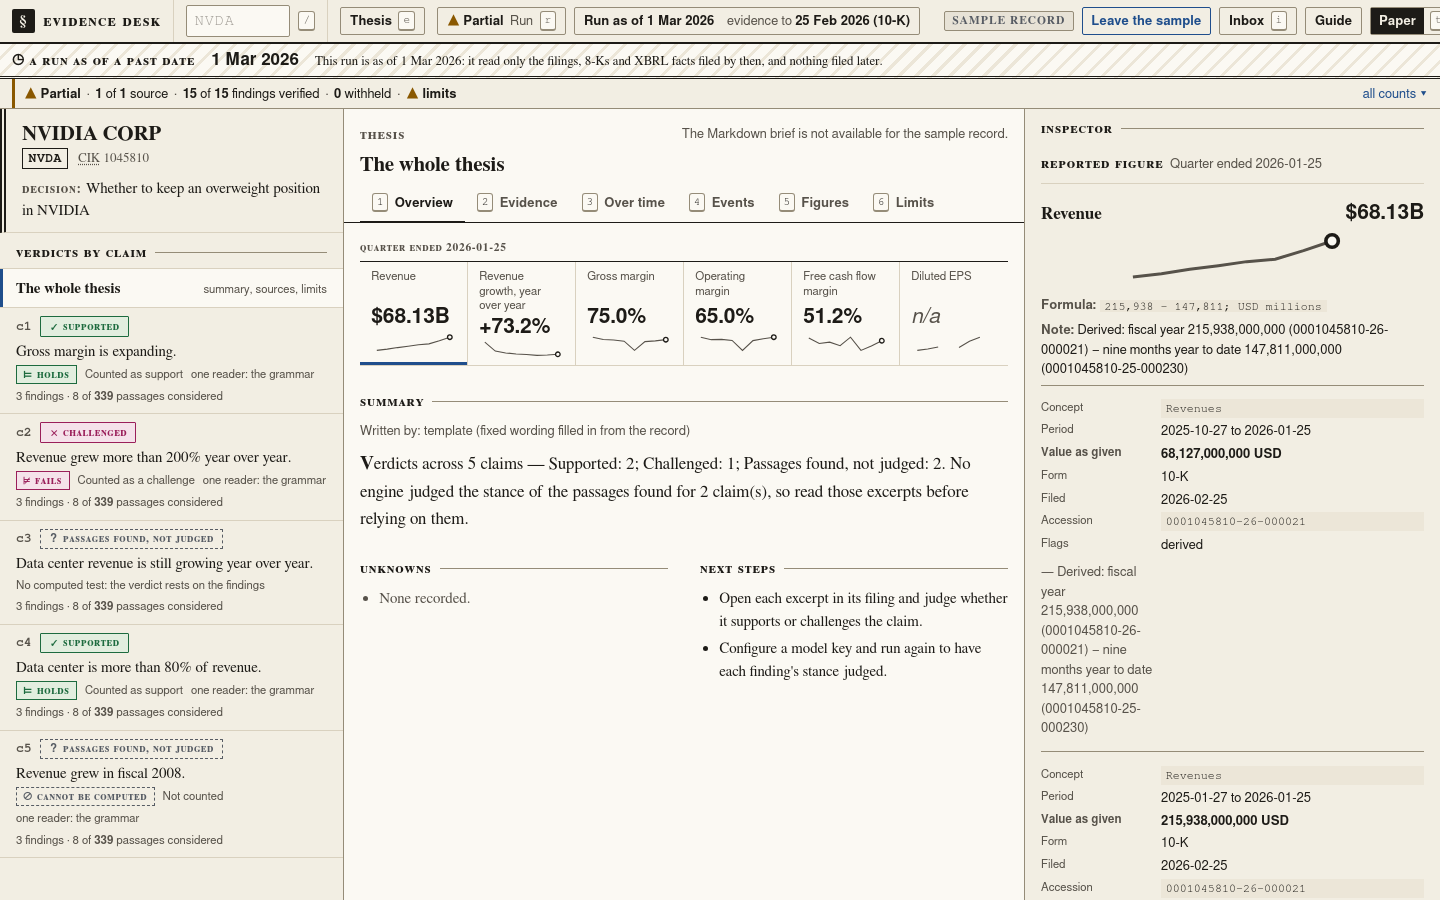 § EVIDENCE DESK NVDA / Thesis e Partial Run r Run as of 1 Mar 2026 evidence to 25 Feb 2026 (10-K) SAMPLE RECORD Leave the sample Inbox i Guide Paper
A RUN AS OF A PAST DATE 1 Mar 2026 This run is as of 1 Mar 2026: it read only the filings, 8-Ks and XBRL facts filed by then, and nothing filed later.
Partial · 1 of 1 source · 15 of 15 findings verified · 0 withheld · limits all counts ▾
NVIDIA CORP
NVDA CIK 1045810
DECISION: Whether to keep an overweight position
in NVIDIA
VERDICTS BY CLAIM
The whole thesis summary, sources, limits
c1 ✓ SUPPORTED
Gross margin is expanding.
⊨ HOLDS Counted as support one reader: the grammar
3 findings · 8 of 339 passages considered
c2 × CHALLENGED
Revenue grew more than 200% year over year.
⊭ FAILS Counted as a challenge one reader: the grammar
3 findings · 8 of 339 passages considered
c3 ? PASSAGES FOUND, NOT JUDGED
Data center revenue is still growing year over year.
No computed test: the verdict rests on the findings
3 findings · 8 of 339 passages considered
c4 ✓ SUPPORTED
Data center is more than 80% of revenue.
⊨ HOLDS Counted as support one reader: the grammar
3 findings · 8 of 339 passages considered
c5 ? PASSAGES FOUND, NOT JUDGED
Revenue grew in fiscal 2008.
⊘ CANNOT BE COMPUTED Not counted
one reader: the grammar
3 findings · 8 of 339 passages considered
THESIS The Markdown brief is not available for the sample record.
The whole thesis
1 Overview 2 Evidence 3 Over time 4 Events 5 Figures 6 Limits
QUARTER ENDED 2026-01-25
Revenue
$68.13B
Revenue
growth, year
over year
+73.2%
Gross margin
75.0%
Operating
margin
65.0%
Free cash flow
margin
51.2%
Diluted EPS
n/a
SUMMARY
Written by: template (fixed wording filled in from the record)
Verdicts across 5 claims — Supported: 2; Challenged: 1; Passages found, not judged: 2. No
engine judged the stance of the passages found for 2 claim(s), so read those excerpts before
relying on them.
UNKNOWNS
• None recorded.
NEXT STEPS
• Open each excerpt in its filing and judge whether
it supports or challenges the claim.
• Configure a model key and run again to have
each finding's stance judged.
INSPECTOR
REPORTED FIGURE Quarter ended 2026-01-25
Revenue $68.13B
Formula: 215,938 − 147,811; USD millions
Note: Derived: fiscal year 215,938,000,000 (0001045810-26-
000021) − nine months year to date 147,811,000,000
(0001045810-25-000230)
Concept Revenues
Period 2025-10-27 to 2026-01-25
Value as given 68,127,000,000 USD
Form 10-K
Filed 2026-02-25
Accession 0001045810-26-000021
Flags derived
— Derived: fiscal
year
215,938,000,000
(0001045810-26-
000021) − nine
months year to date
147,811,000,000
(0001045810-25-
000230)
Concept Revenues
Period 2025-01-27 to 2026-01-25
Value as given 215,938,000,000 USD
Form 10-K
Filed 2026-02-25
Accession 0001045810-26-000021